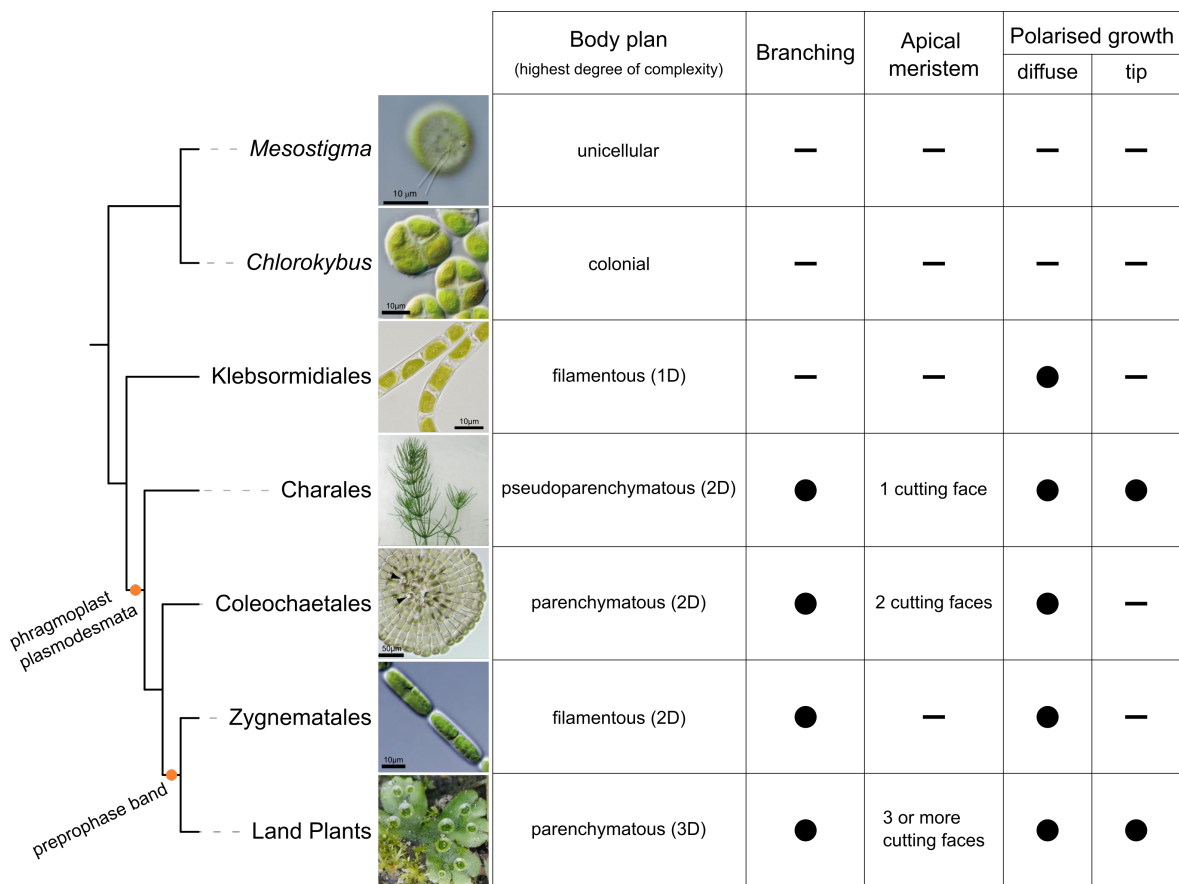 Body plan
(highest degree of complexity)
Branching
Apical
meristem
Polarised growth
diffuse
tip
Mesostigma
10 µm
unicellular
— — — —
Chlorokybus
10µm
colonial
— — — —
Klebsormidiales
10µm
filamentous (1D)
— — ● —
Charales
pseudoparenchymatous (2D)
● 1 cutting face ● ●
phragmoplast
plasmodesmata
Coleochaetales
50µm
parenchymatous (2D)
● 2 cutting faces ● —
Zygnematales
10µm
filamentous (2D)
● — ● —
preprophase band
Land Plants
parenchymatous (3D)
● 3 or more
cutting faces ● ●